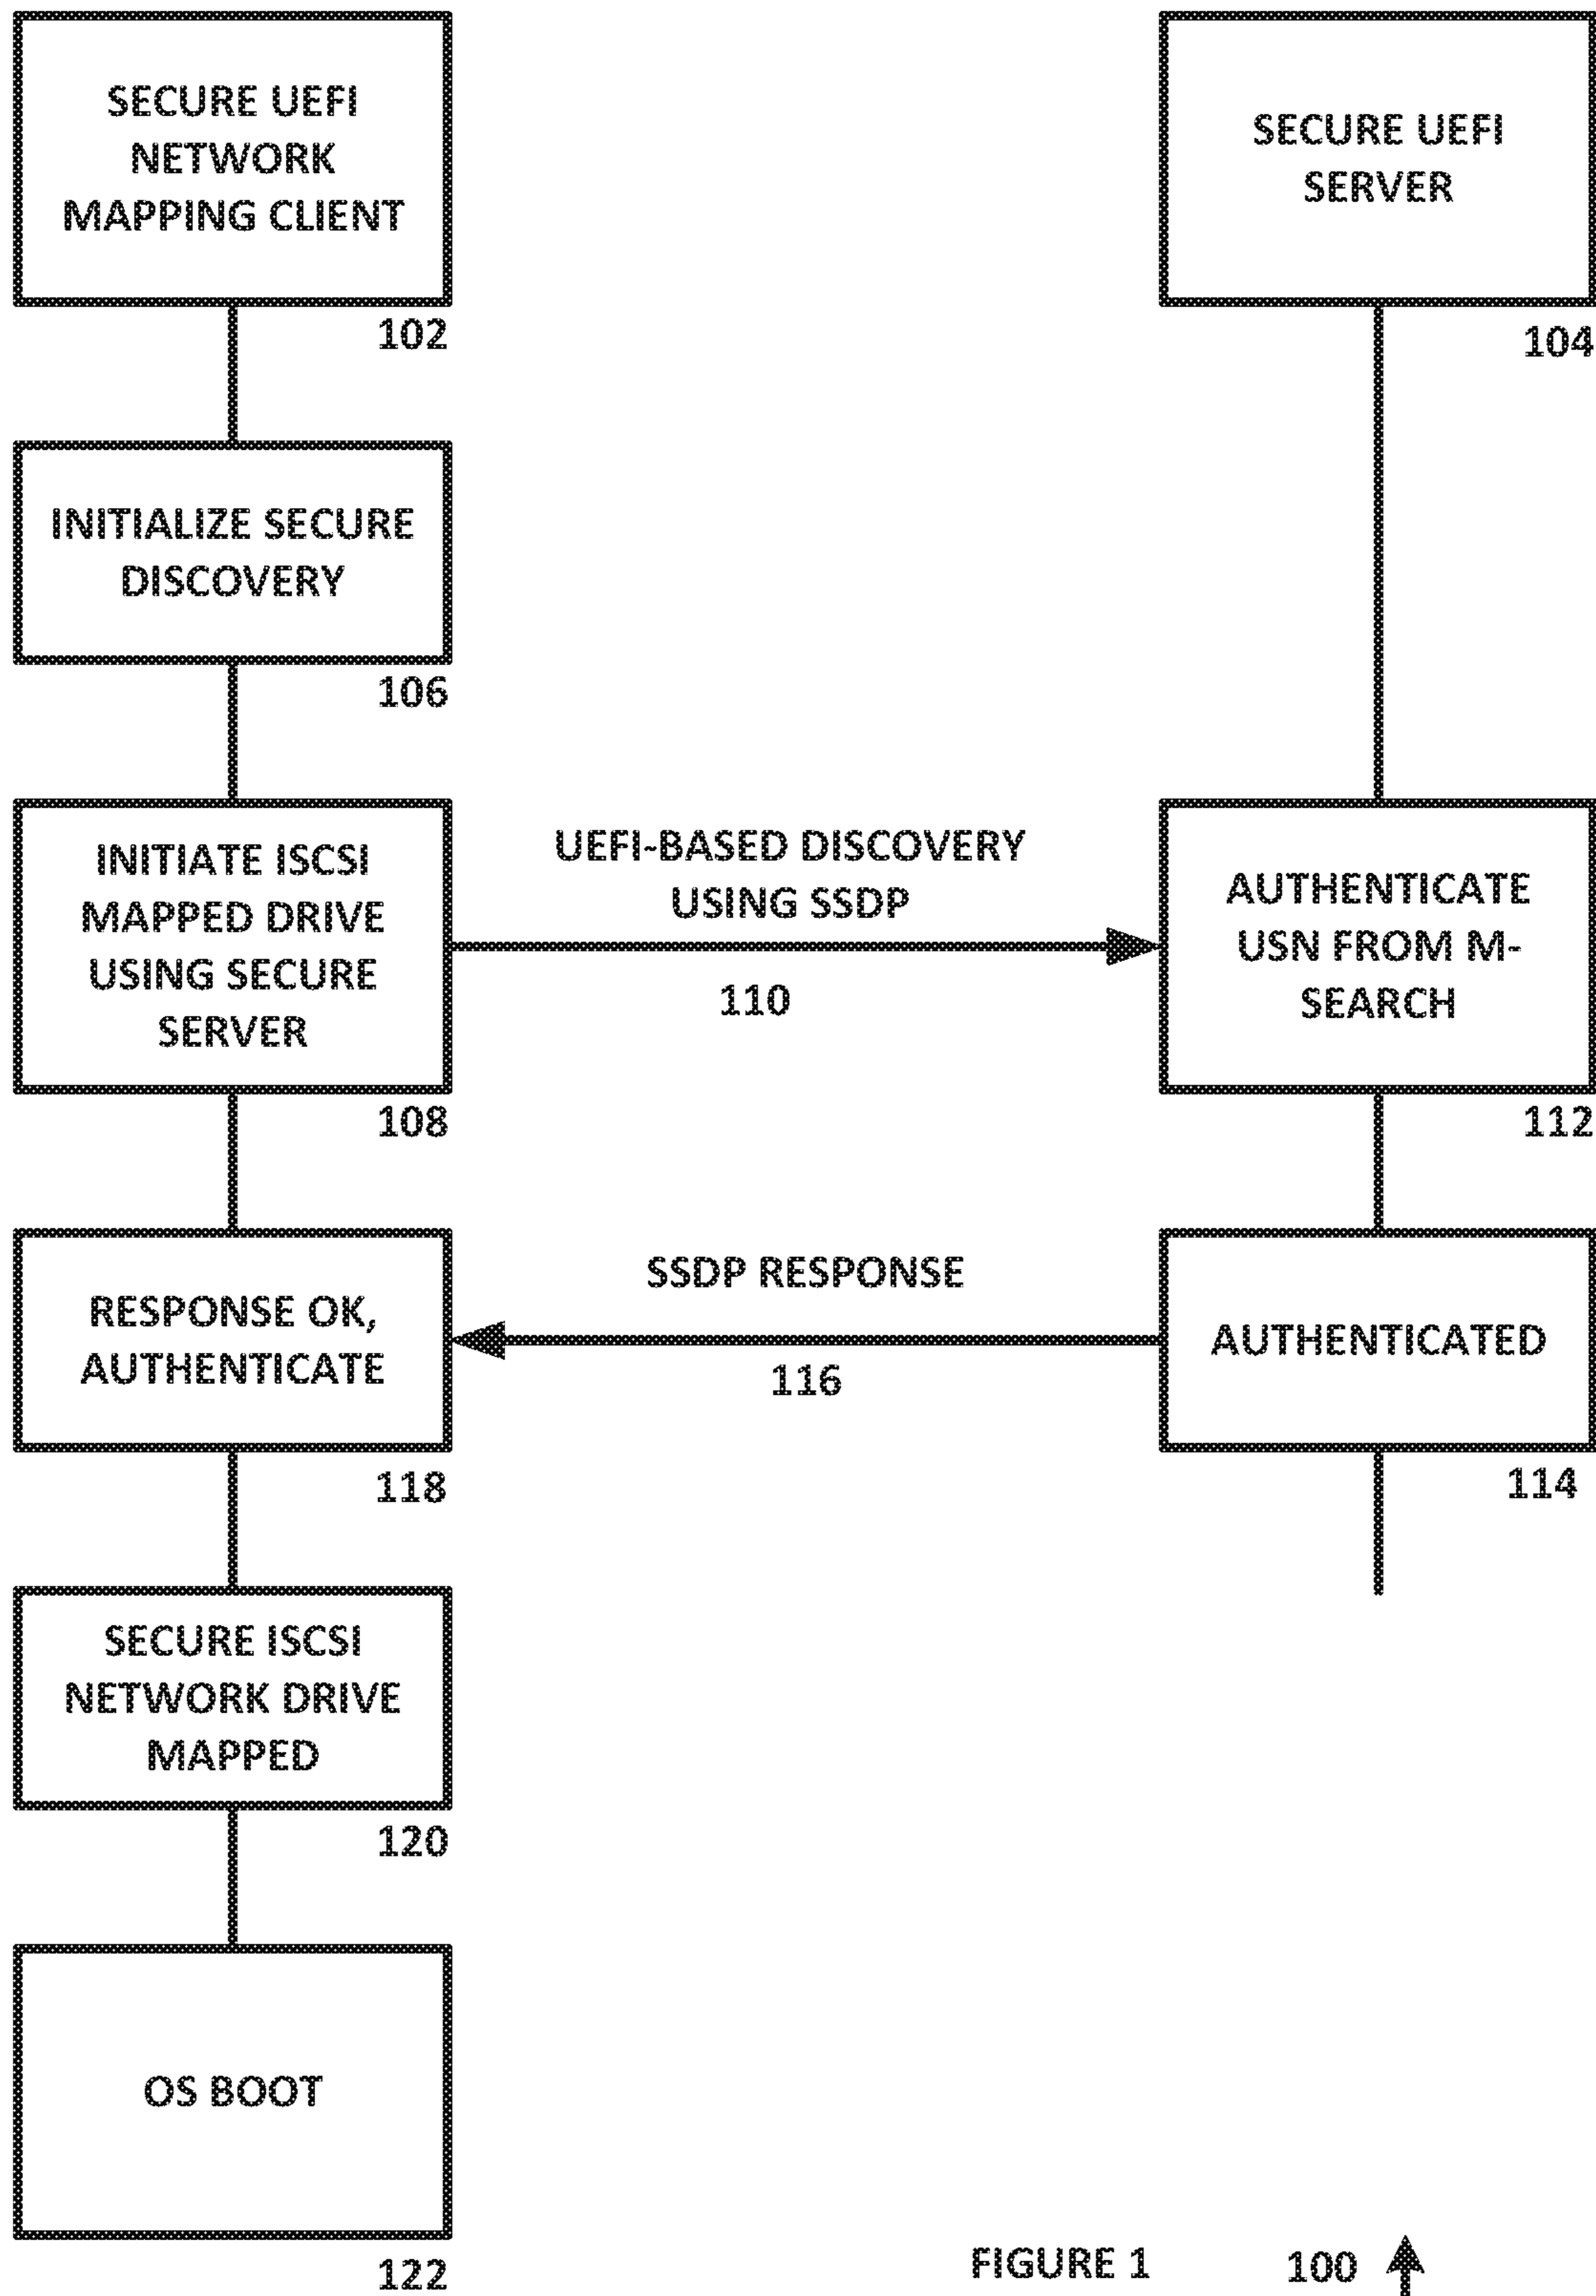 SECURE UEFI
NETWORK
MAPPING CLIENT
102
SECURE UEFI
SERVER
104
INITIALIZE SECURE
DISCOVERY
106
INITIATE ISCSI
MAPPED DRIVE
USING SECURE
SERVER
108
UEFI-BASED DISCOVERY
USING SSDP
110
AUTHENTICATE
USN FROM M-
SEARCH
112
RESPONSE OK,
AUTHENTICATE
118
SSDP RESPONSE
116
AUTHENTICATED
114
SECURE ISCSI
NETWORK DRIVE
MAPPED
120
OS BOOT
122
FIGURE 1
100